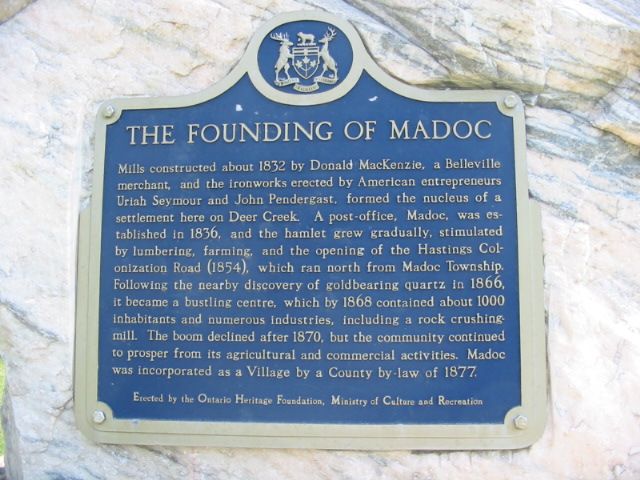 THE FOUNDING OF MADOC
Mills constructed about 1832 by Donald MacKenzie, a Belleville
merchant, and the ironworks erected by American entrepreneurs
Uriah Seymour and John Pendergast, formed the nucleus of a
settlement here on Deer Creek. A post-office, Madoc, was es-
tablished in 1836, and the hamlet grew gradually, stimulated
by lumbering, farming, and the opening of the Hastings Col-
onization Road (1854), which ran north from Madoc Township.
Following the nearby discovery of goldbearing quartz in 1866,
it became a bustling centre, which by 1868 contained about 1000
inhabitants and numerous industries, including a rock crushing-
mill. The boom declined after 1870, but the community continued
to prosper from its agricultural and commercial activities. Madoc
was incorporated as a Village by a County by-law of 1877.
Erected by the Ontario Heritage Foundation, Ministry of Culture and Recreation